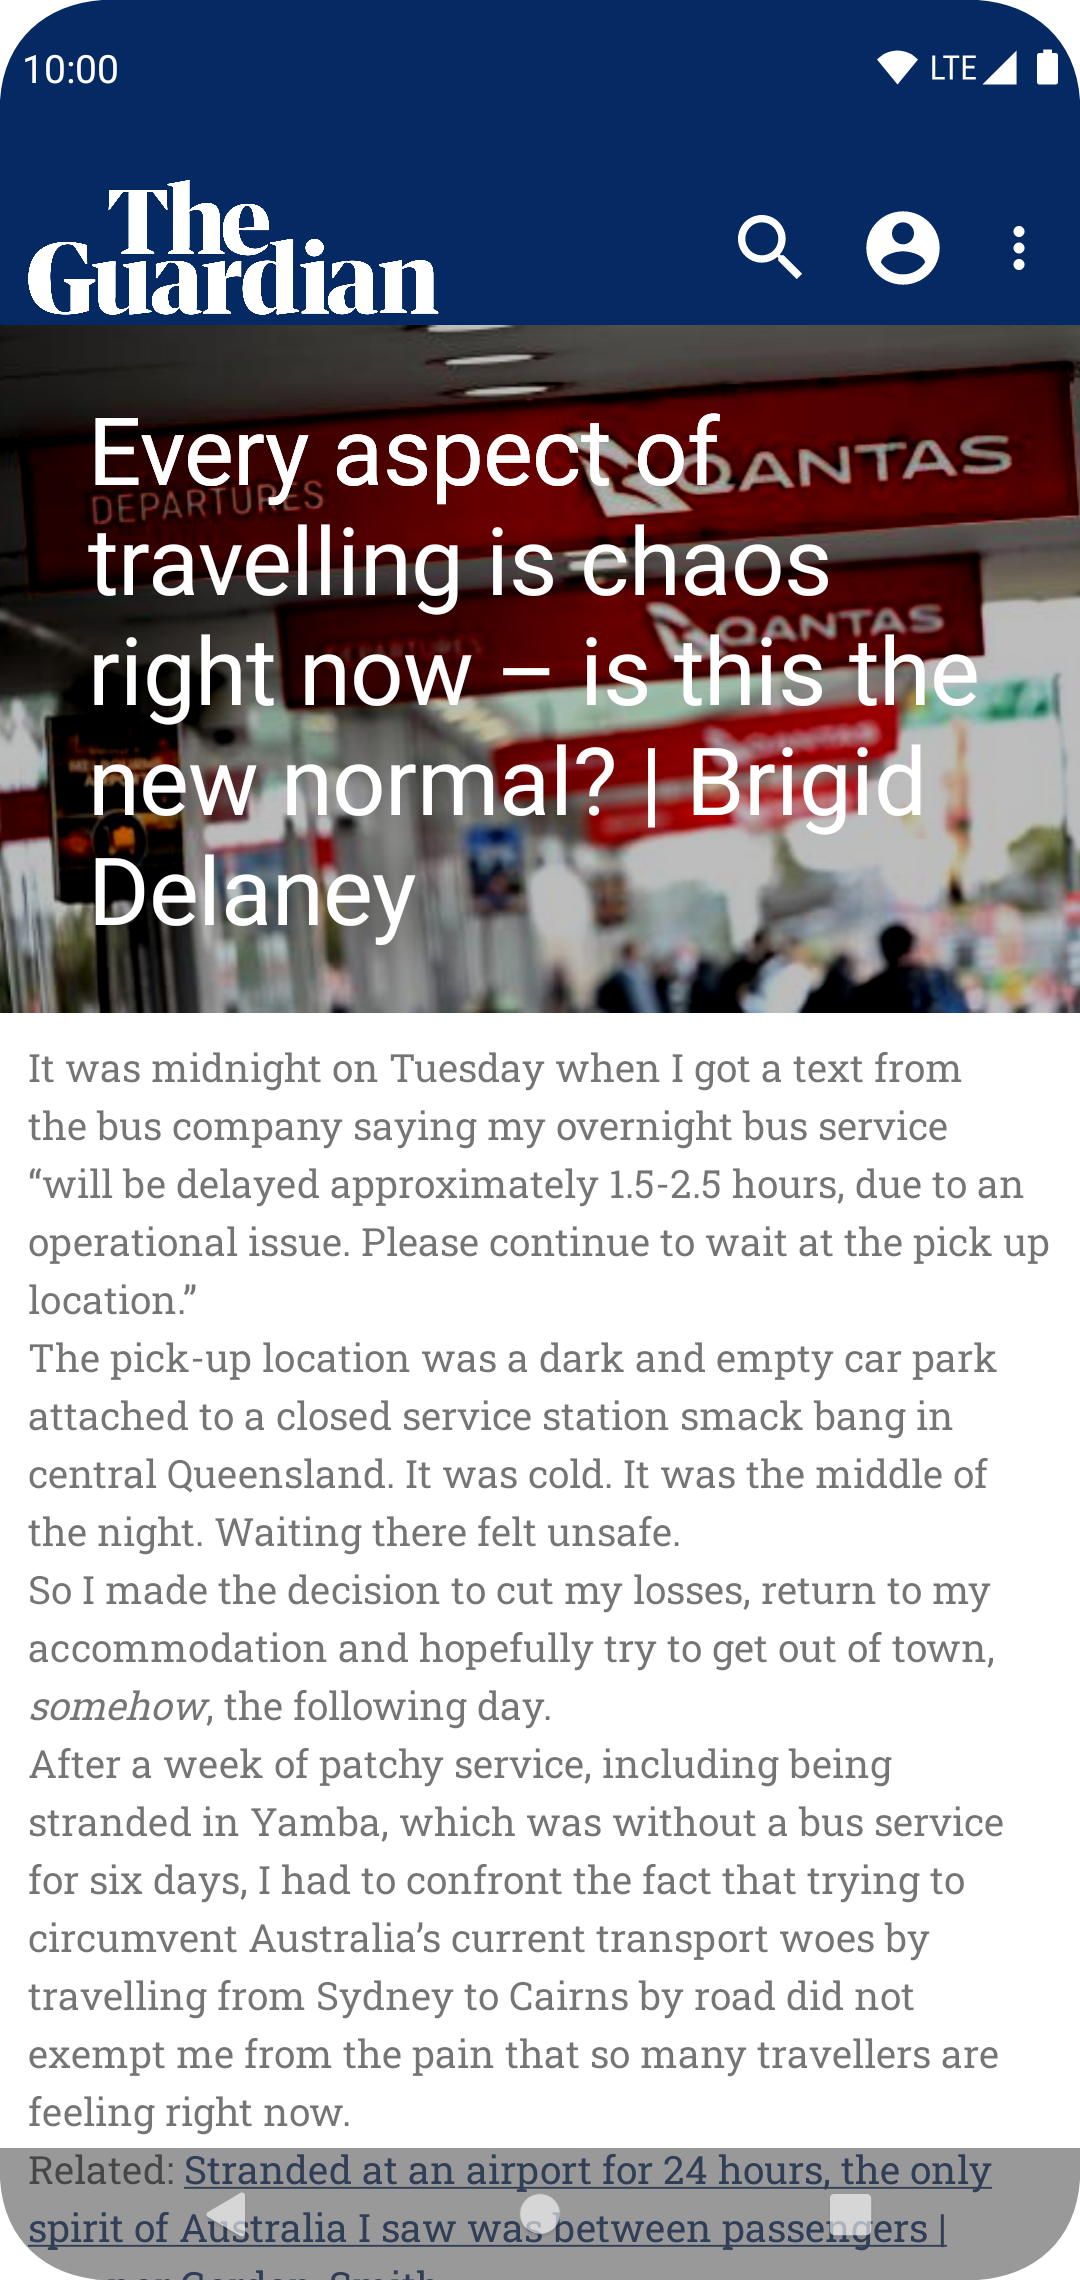 10:00
LTE
The
Guardian
QANTAS
DEPARTURES
QANTAS
DEPARTURES
Every aspect of
travelling is chaos
right now – is this the
new normal? | Brigid
Delaney
It was midnight on Tuesday when I got a text from
the bus company saying my overnight bus service
“will be delayed approximately 1.5-2.5 hours, due to an
operational issue. Please continue to wait at the pick up
location.”
The pick-up location was a dark and empty car park
attached to a closed service station smack bang in
central Queensland. It was cold. It was the middle of
the night. Waiting there felt unsafe.
So I made the decision to cut my losses, return to my
accommodation and hopefully try to get out of town,
somehow, the following day.
After a week of patchy service, including being
stranded in Yamba, which was without a bus service
for six days, I had to confront the fact that trying to
circumvent Australia’s current transport woes by
travelling from Sydney to Cairns by road did not
exempt me from the pain that so many travellers are
feeling right now.
Related: Stranded at an airport for 24 hours, the only
spirit of Australia I saw was between passengers |
Gordon-Smith